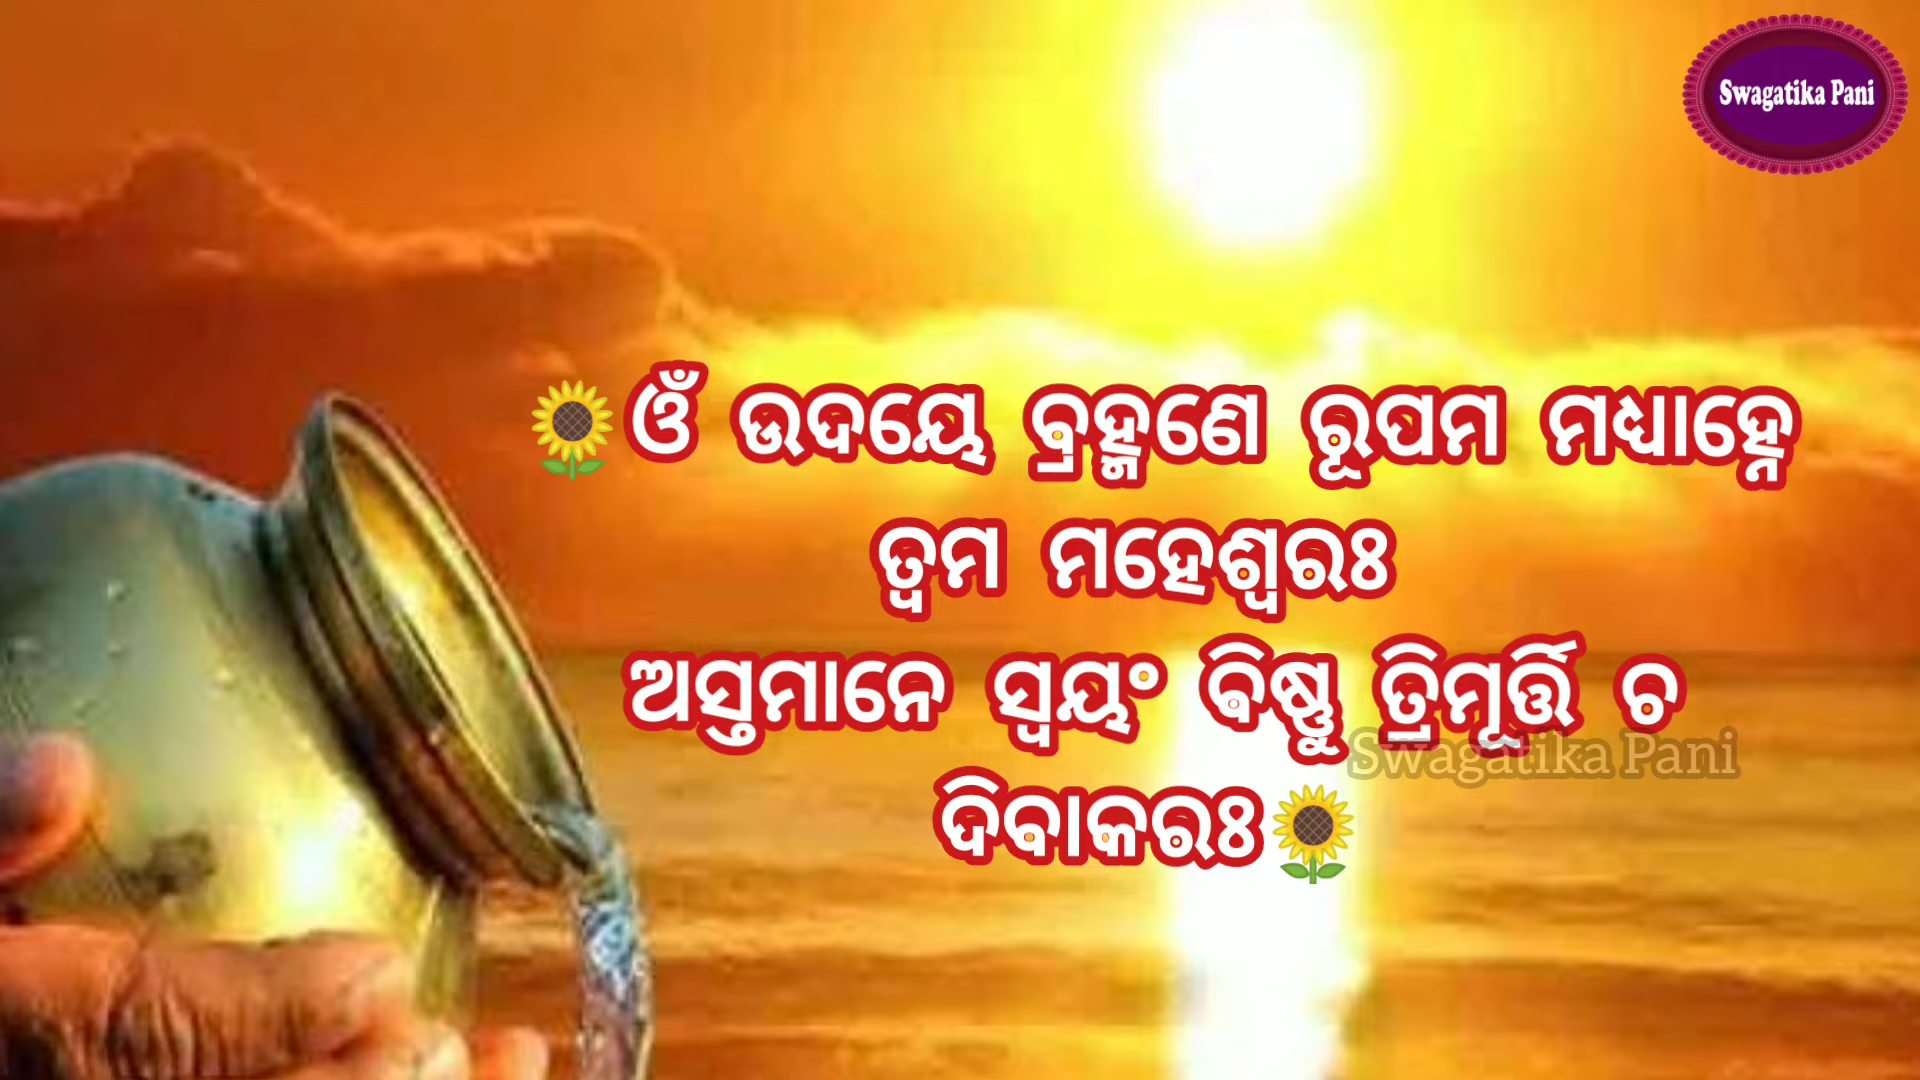 Swagatika Pani
🌻ଓଁ ଉଦୟେ ବ୍ରହ୍ମଣେ ରୂପମ ମଧ୍ୟାହ୍ନେ
ତ୍ୱମ ମହେଶ୍ୱରଃ
ଅସ୍ତମାନେ ସ୍ୱୟଂ ବିଷ୍ଣୁ ତ୍ରିମୂର୍ତ୍ତି ଚ
Swagatika Pani
ଦିବାକରଃ🌻